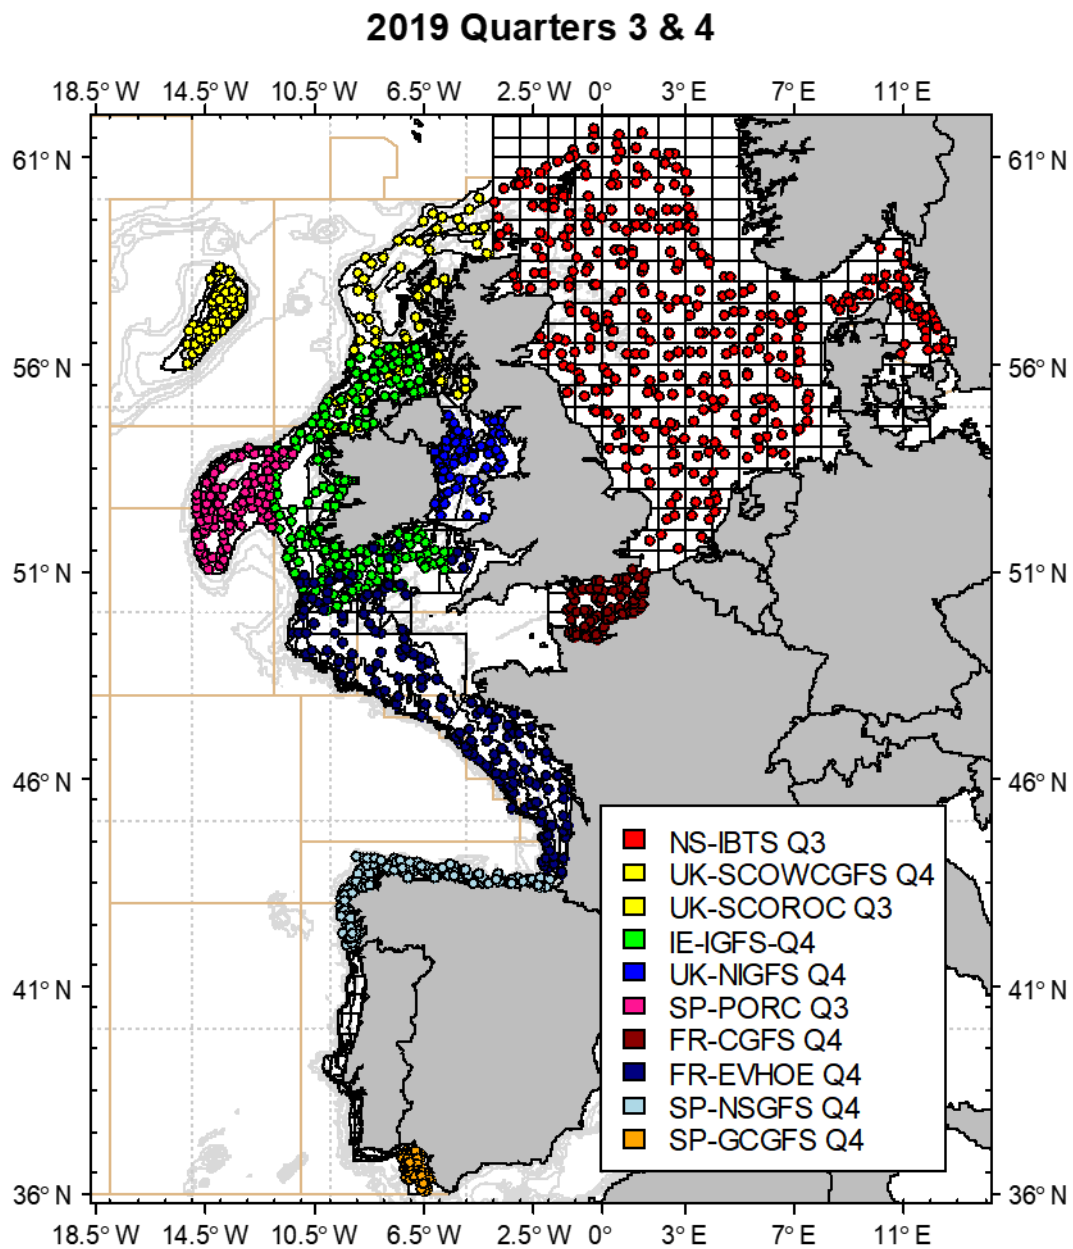 2019 Quarters 3 & 4
18.5° W 14.5° W 10.5° W 6.5° W 2.5° W 0° 3° E 7° E 11° E
61° N 61° N
56° N 56° N
51° N 51° N
46° N 46° N
NS-IBTS Q3
UK-SCOWCGFS Q4
UK-SCOROC Q3
IE-IGFS-Q4
UK-NIGFS Q4
41° N 41° N
SP-PORC Q3
FR-CGFS Q4
FR-EVHOE Q4
SP-NSGFS Q4
SP-GCGFS Q4
36° N 36° N
18.5° W 14.5° W 10.5° W 6.5° W 2.5° W 0° 3° E 7° E 11° E